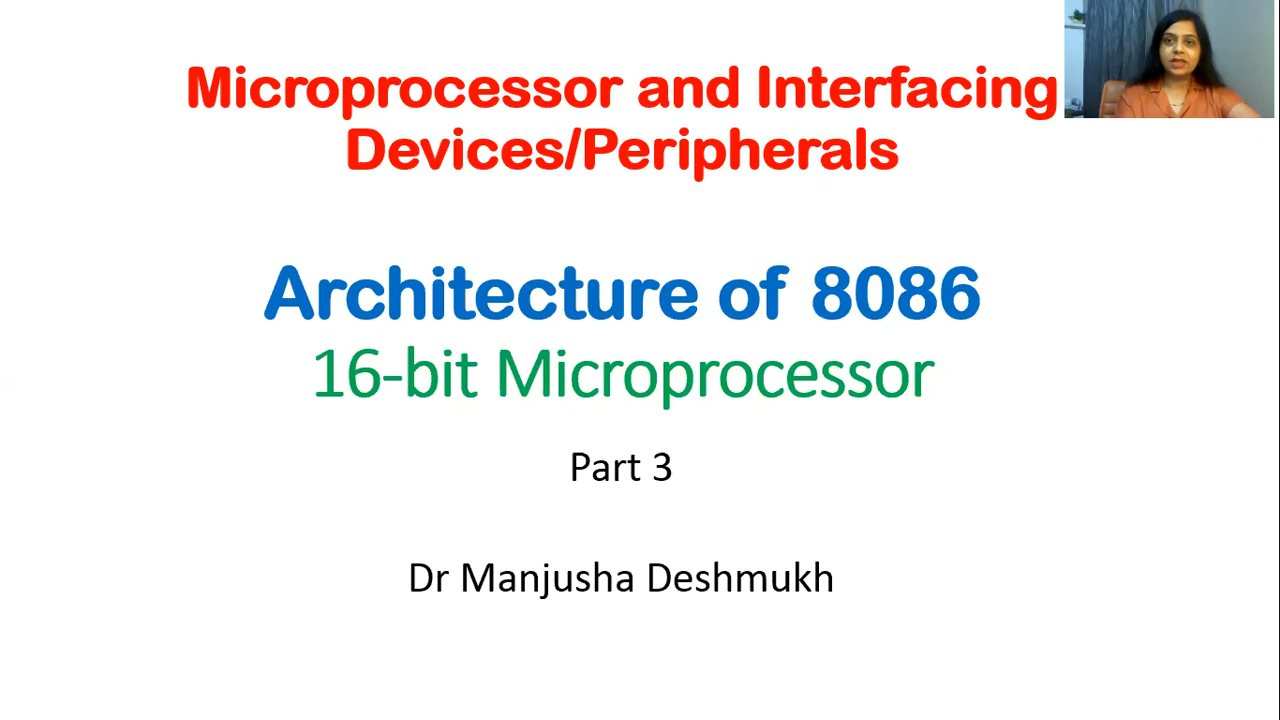 Microprocessor and Interfacing
Devices/Peripherals
Architecture of 8086
16-bit Microprocessor
Part 3
Dr Manjusha Deshmukh